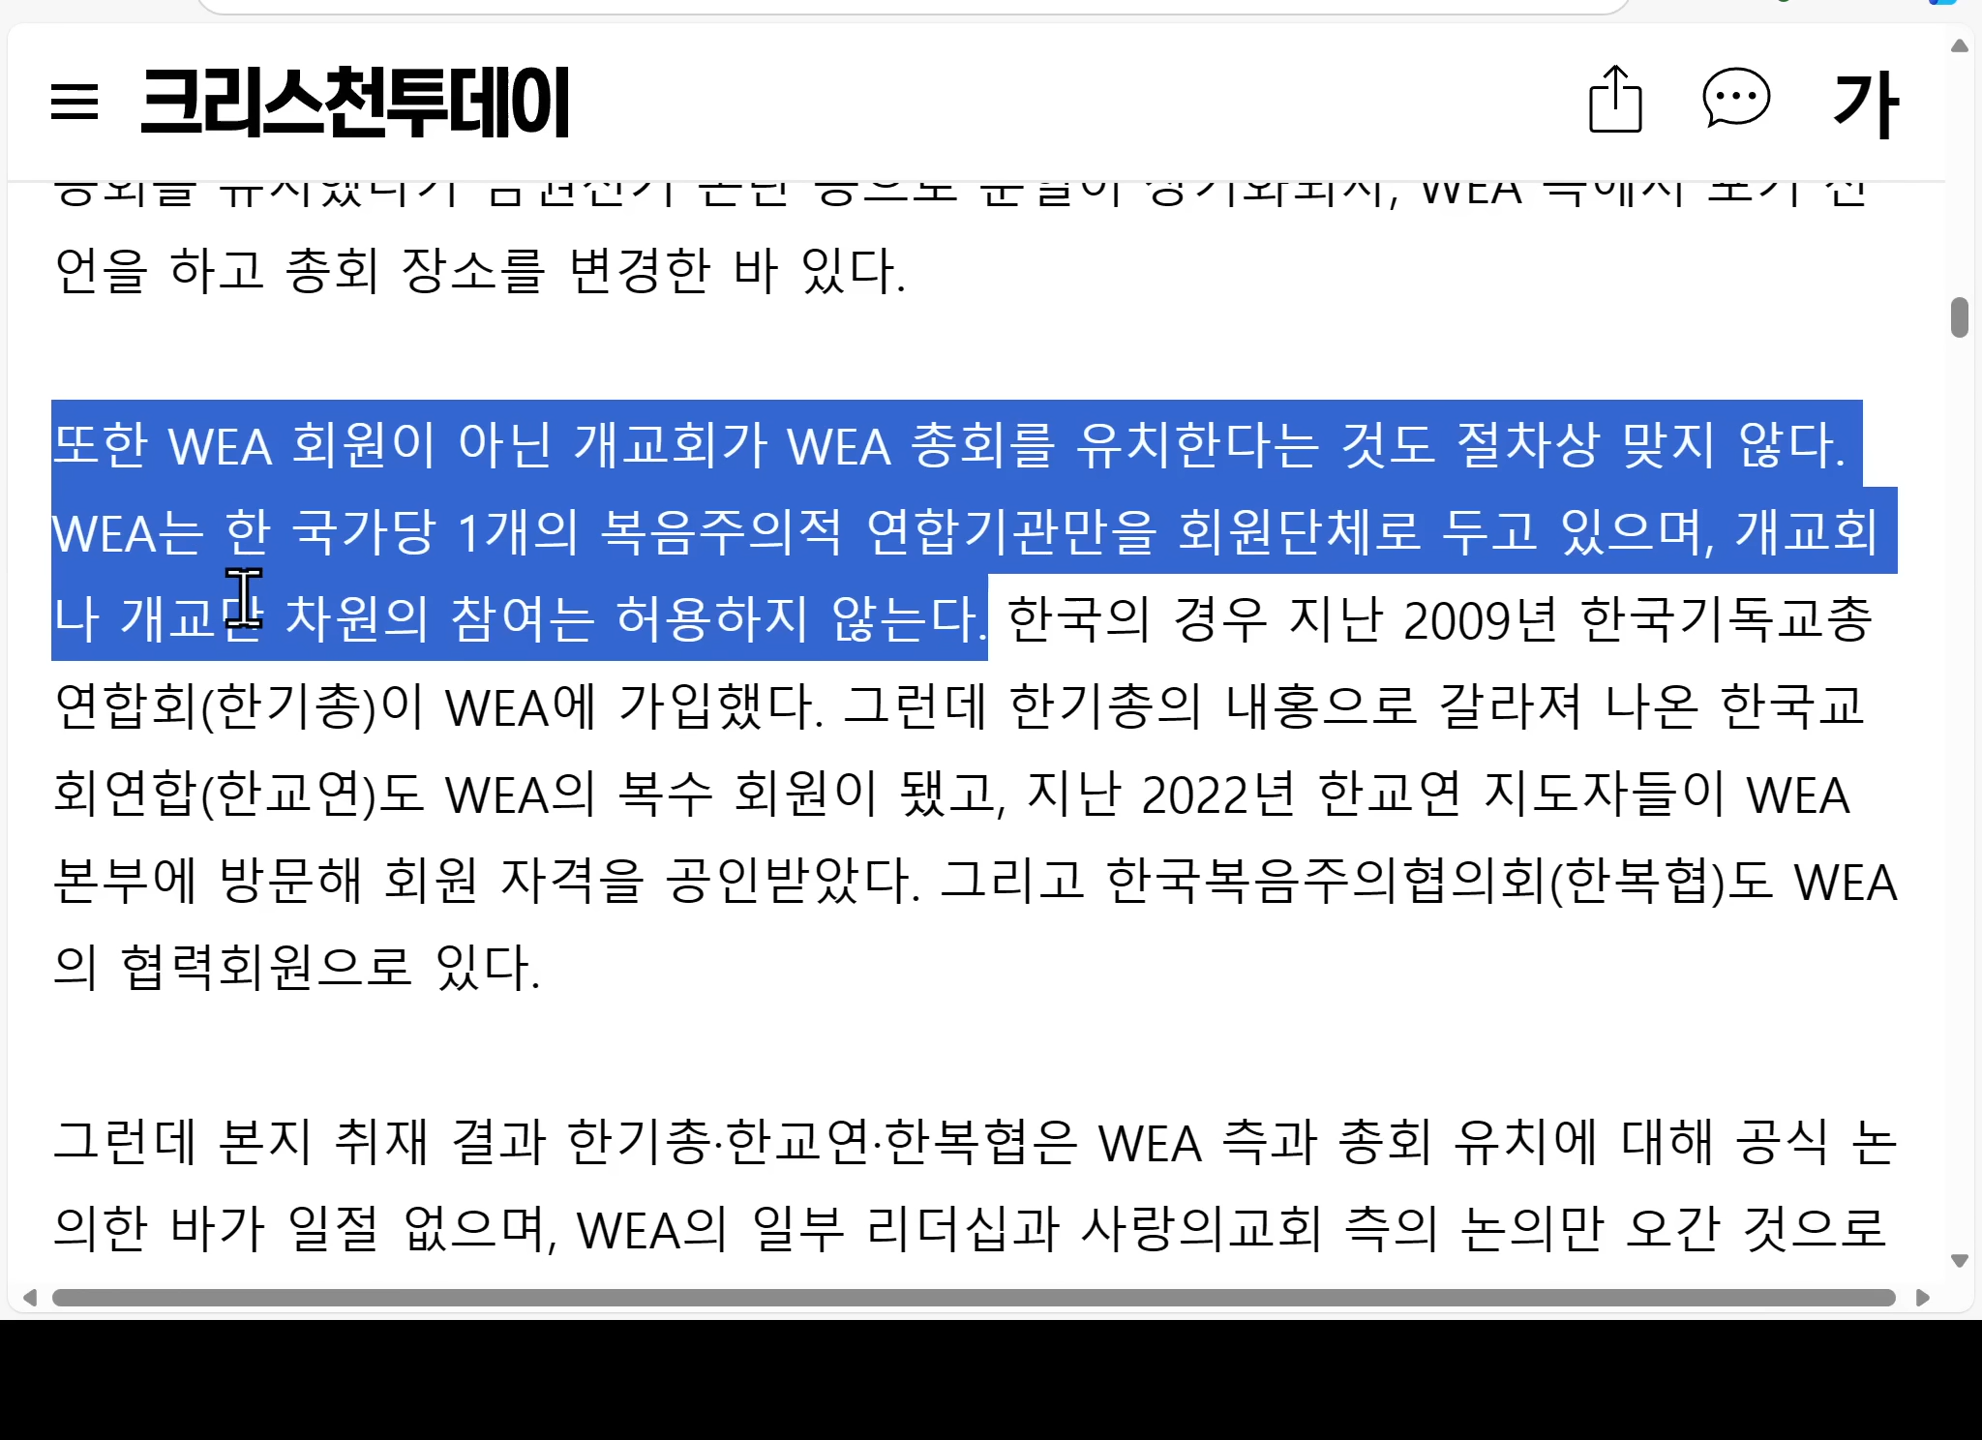 크리스천투데이
가
언을 하고 총회 장소를 변경한 바 있다.
또한 WEA 회원이 아닌 개교회가 WEA 총회를 유치한다는 것도 절차상 맞지 않다.
WEA는 한 국가당 1개의 복음주의적 연합기관만을 회원단체로 두고 있으며, 개교회
나 개교단 차원의 참여는 허용하지 않는다. 한국의 경우 지난 2009년 한국기독교총
연합회(한기총)이 WEA에 가입했다. 그런데 한기총의 내홍으로 갈라져 나온 한국교
회연합(한교연)도 WEA의 복수 회원이 됐고, 지난 2022년 한교연 지도자들이 WEA
본부에 방문해 회원 자격을 공인받았다. 그리고 한국복음주의협의회(한복협)도 WEA
의 협력회원으로 있다.
그런데 본지 취재 결과 한기총·한교연·한복협은 WEA 측과 총회 유치에 대해 공식 논
의한 바가 일절 없으며, WEA의 일부 리더십과 사랑의교회 측의 논의만 오간 것으로